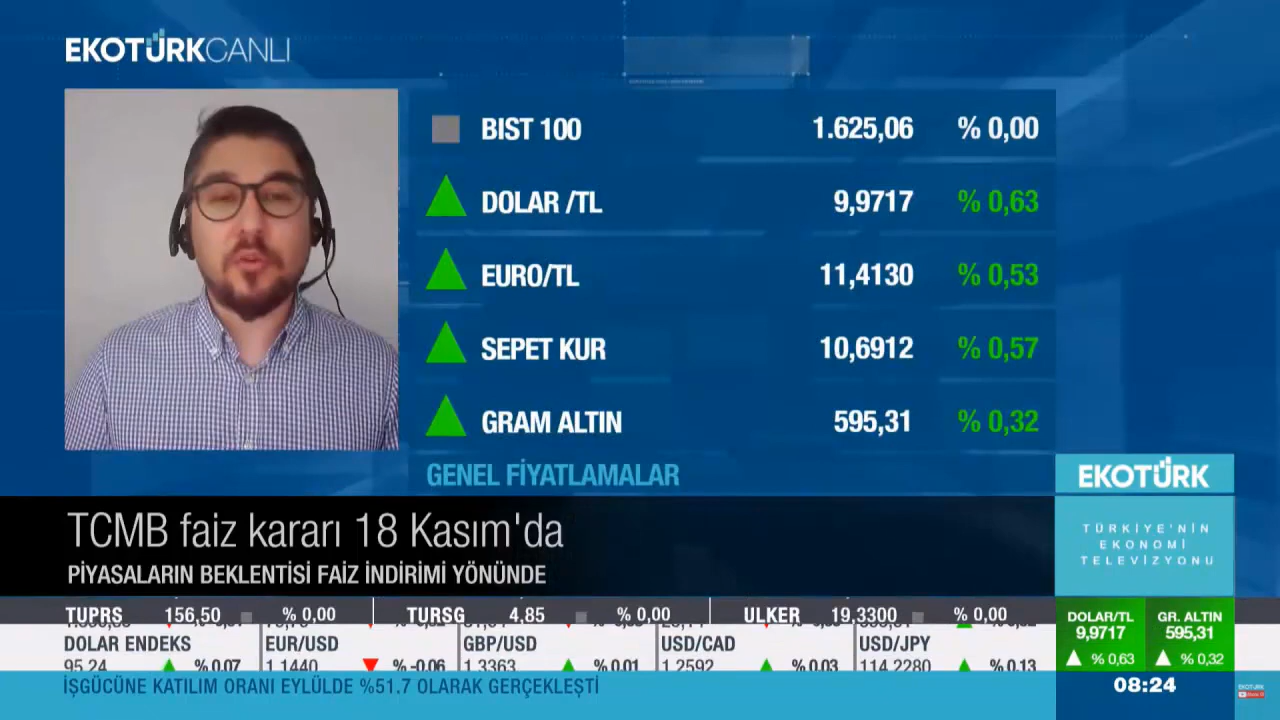 EKOTÜRKCANLI
BIST 100 1.625,06 % 0,00
DOLAR /TL 9,9717 % 0,63
EURO/TL 11,4130 % 0,53
SEPET KUR 10,6912 % 0,57
GRAM ALTIN 595,31 % 0,32
GENEL FİYATLAMALAR
EKOTÜRK
TÜRKİYE'NİN
EKONOMİ
TELEVİZYONU
TCMB faiz kararı 18 Kasım'da
PİYASALARIN BEKLENTİSİ FAİZ İNDİRİMİ YÖNÜNDE
TUPRS 156,50 % 0,00 TURSG 4,85 % 0,00 ULKER 19,3300 % 0,00
DOLAR ENDEKS EUR/USD GBP/USD USD/CAD USD/JPY
95.24 % 0.07 1.1440 % -0.06 1.3363 % 0.01 1.2592 % 0.03 114.2280 % 0.13
DOLAR/TL GR. ALTIN
9,9717 595,31
% 0,63 % 0,32
İŞGÜCÜNE KATILIM ORANI EYLÜLDE %51.7 OLARAK GERÇEKLEŞTİ
08:24